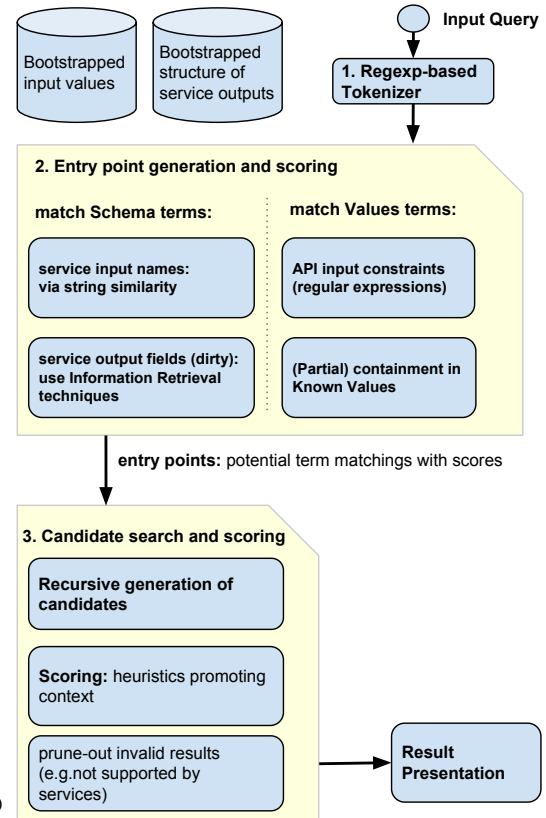 Bootstrapped
input values
Bootstrapped
structure of
service outputs
Input Query
1. Regexp-based
Tokenizer
2. Entry point generation and scoring
match Schema terms:
match Values terms:
service input names:
via string similarity
API input constraints
(regular expressions)
service output fields (dirty):
use Information Retrieval
techniques
(Partial) containment in
Known Values
entry points: potential term matchings with scores
3. Candidate search and scoring
Recursive generation of
candidates
Scoring: heuristics promoting
context
prune-out invalid results
(e.g.not supported by
services)
Result
Presentation
)